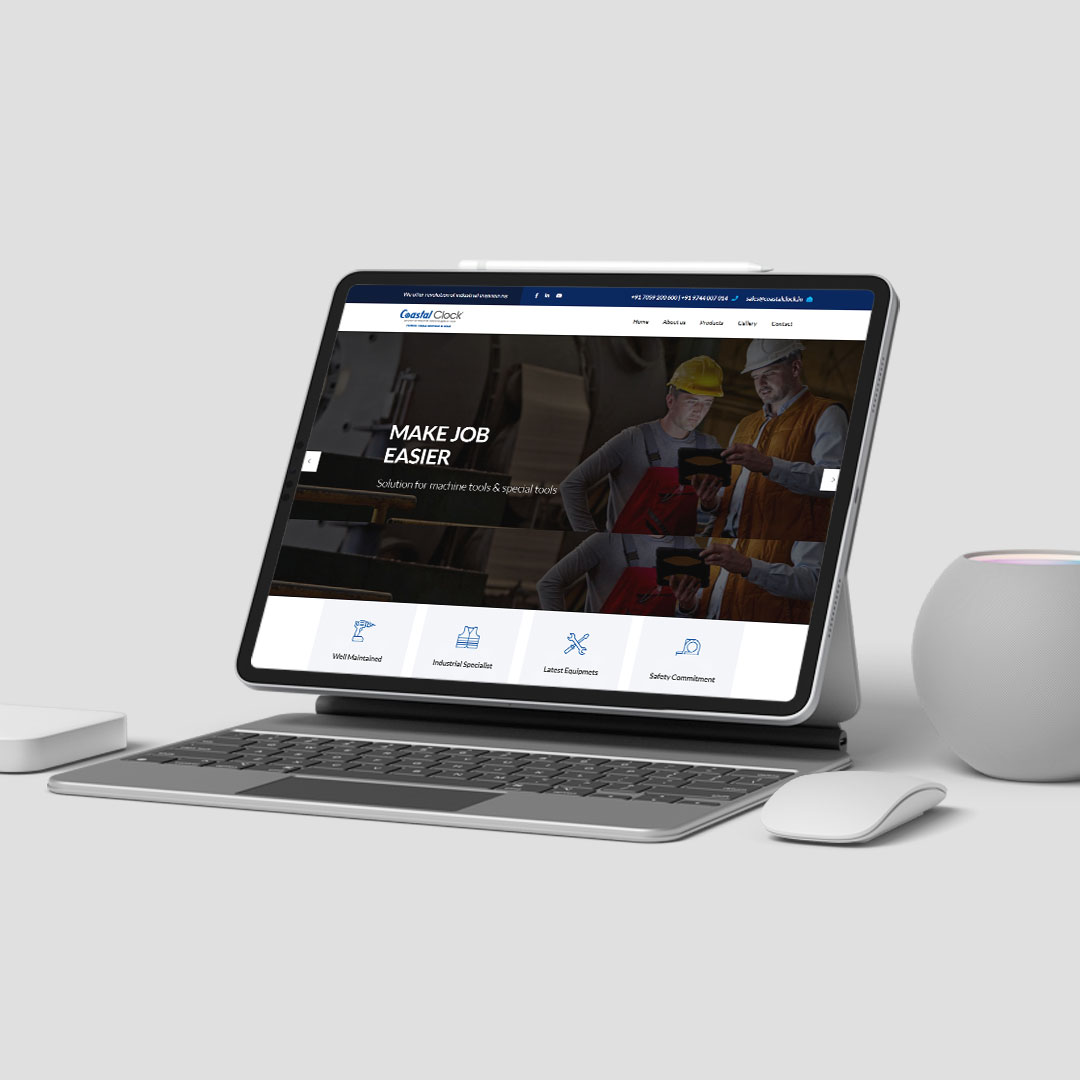 We offer revolution of industrial
+91 7059 200 600 | +91 9744 007 014
sales@coastalclock.in
Coastal Clock
Home About us Products Gallery Contact
MAKE JOB
EASIER
Solution for machine tools & special tools
Well Maintained
Industrial Specialist
Latest Equipmets
Safety Commitment